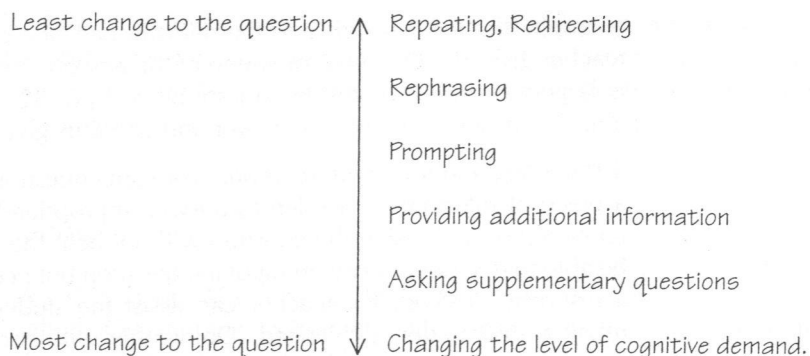 Least change to the question Repeating, Redirecting
Rephrasing
Prompting
Providing additional information
Asking supplementary questions
Most change to the question Changing the level of cognitive demand.